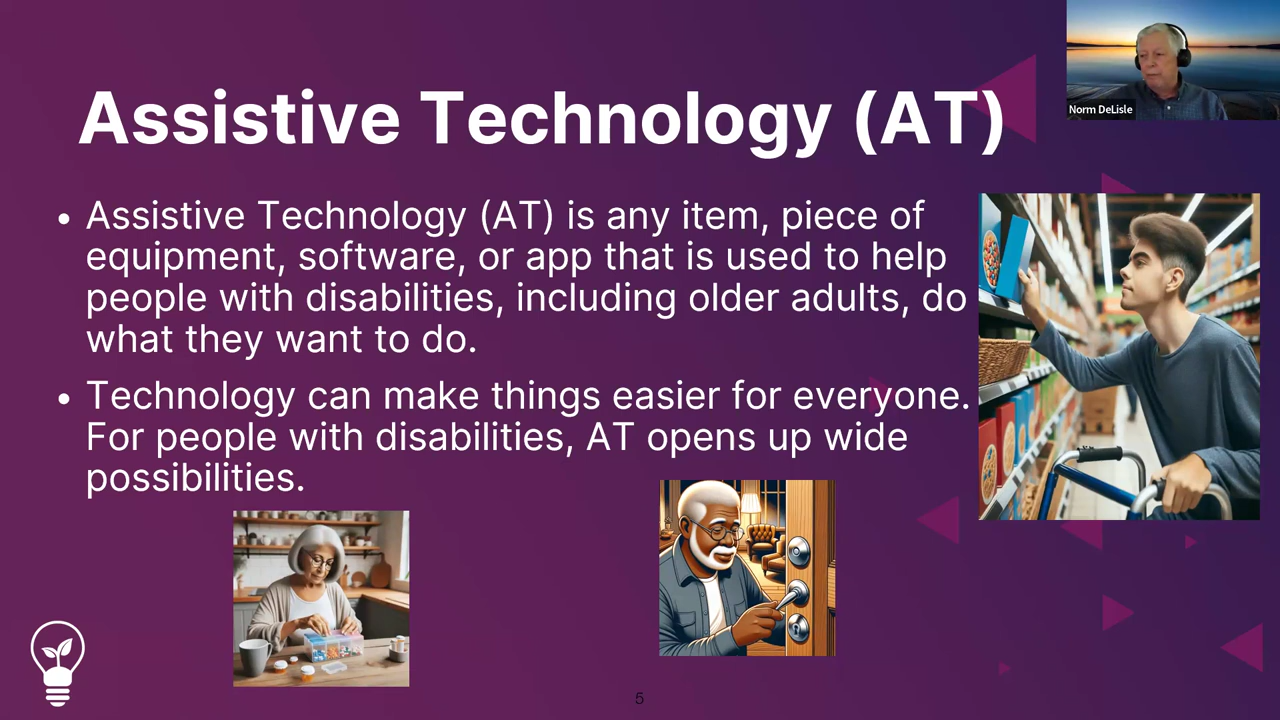 Assistive Technology (AT)
Norm DeLisle
• Assistive Technology (AT) is any item, piece of
equipment, software, or app that is used to help
people with disabilities, including older adults, do
what they want to do.
• Technology can make things easier for everyone.
For people with disabilities, AT opens up wide
possibilities.
5